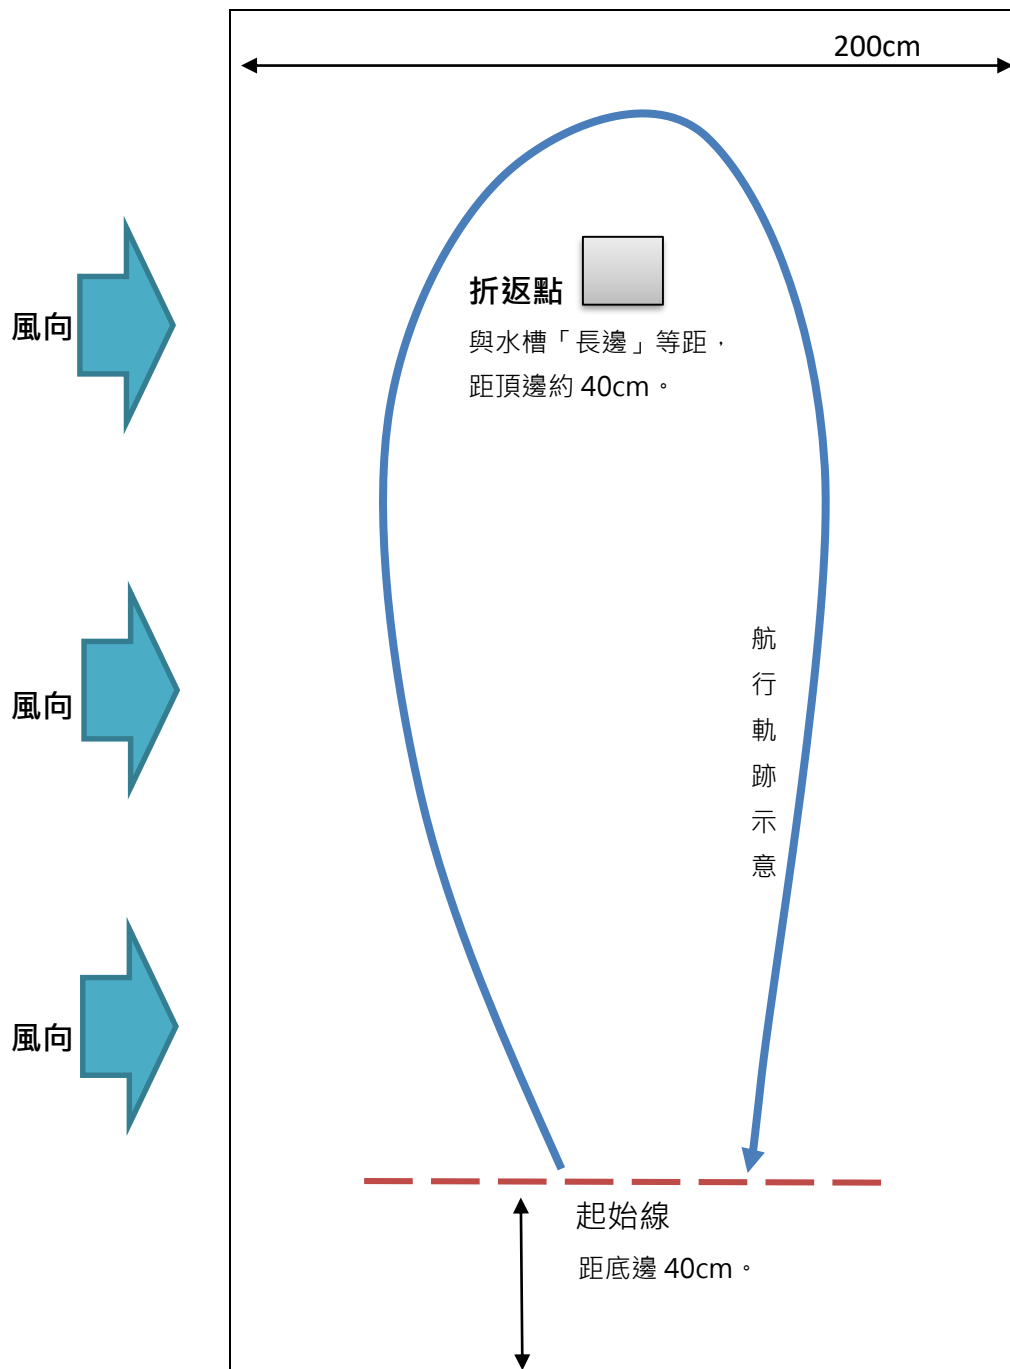 200cm
折返點
與水槽「長邊」等距，
距頂邊約 40cm。
風向
風向
航行軌跡示意
風向
起始線
距底邊 40cm。